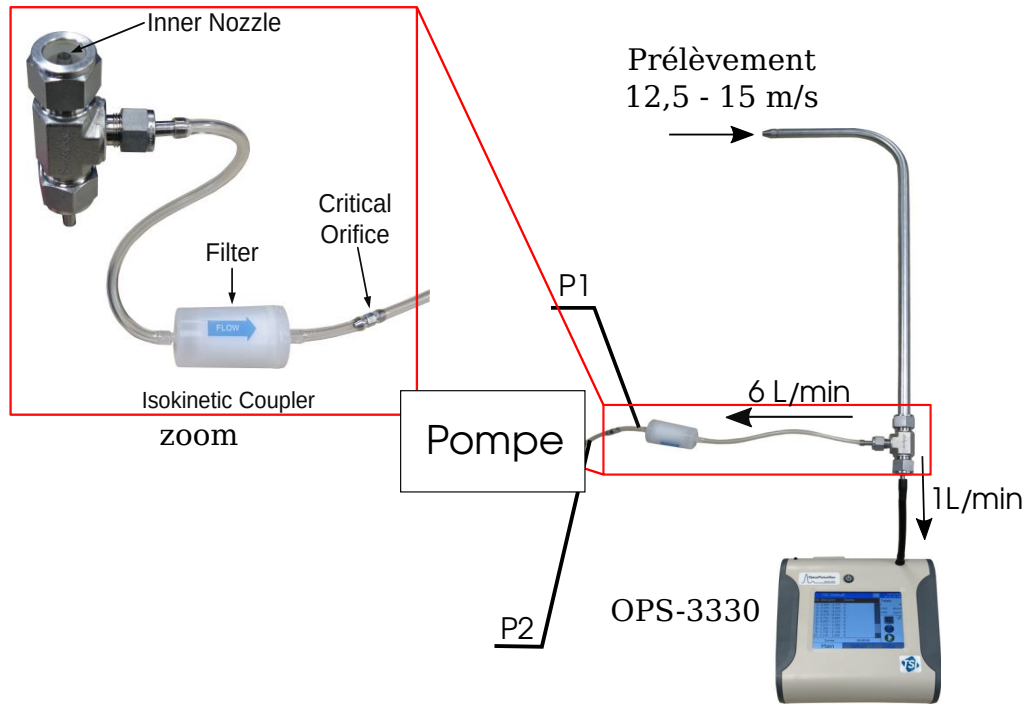 Inner Nozzle
Critical
Orifice
Filter
FLOW
Isokinetic Coupler
zoom
Prélèvement
12,5 - 15 m/s
P1
6 L/min
Pompe
1L/min
P2
OPS-3330
TSI